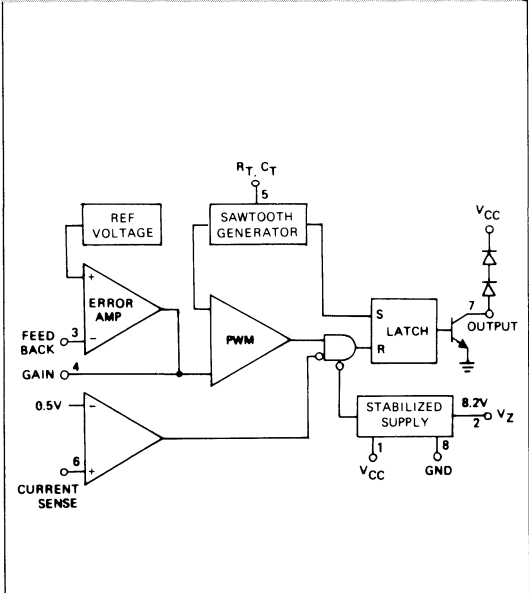 R_T, C_T
5
REF
VOLTAGE
SAWTOOTH
GENERATOR
V_CC
+
ERROR
AMP
7
OUTPUT
FEED
BACK
3
−
PWM
S
LATCH
R
GAIN
4
0.5V
−
STABILIZED
SUPPLY
8.2V
2
V_Z
6
+
CURRENT
SENSE
1
V_CC
8
GND